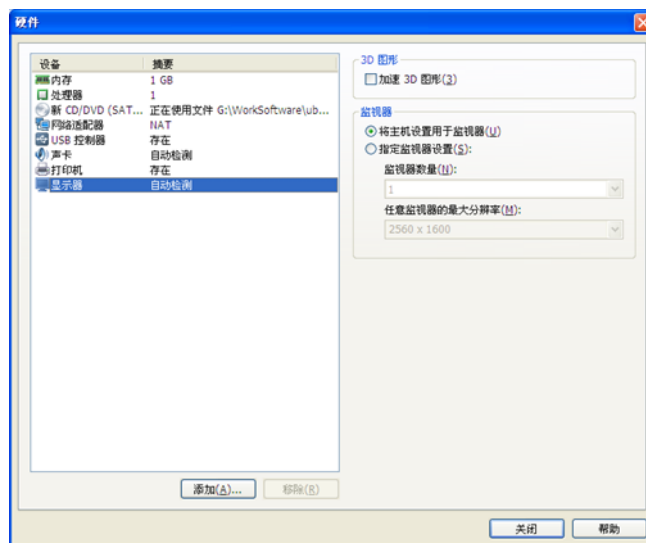 硬件
设备 摘要
内存 1 GB
处理器 1
新 CD/DVD (SAT... 正在使用文件 G:\WorkSoftware\ub...
网络适配器 NAT
USB 控制器 存在
声卡 自动检测
打印机 存在
显示器 自动检测
添加(A)... 移除(R)
3D 图形
加速 3D 图形(3)
监视器
将主机设置用于监视器(U)
指定监视器设置(S):
监视器数量(N):
1
任意监视器的最大分辨率(M):
2560 x 1600
关闭 帮助